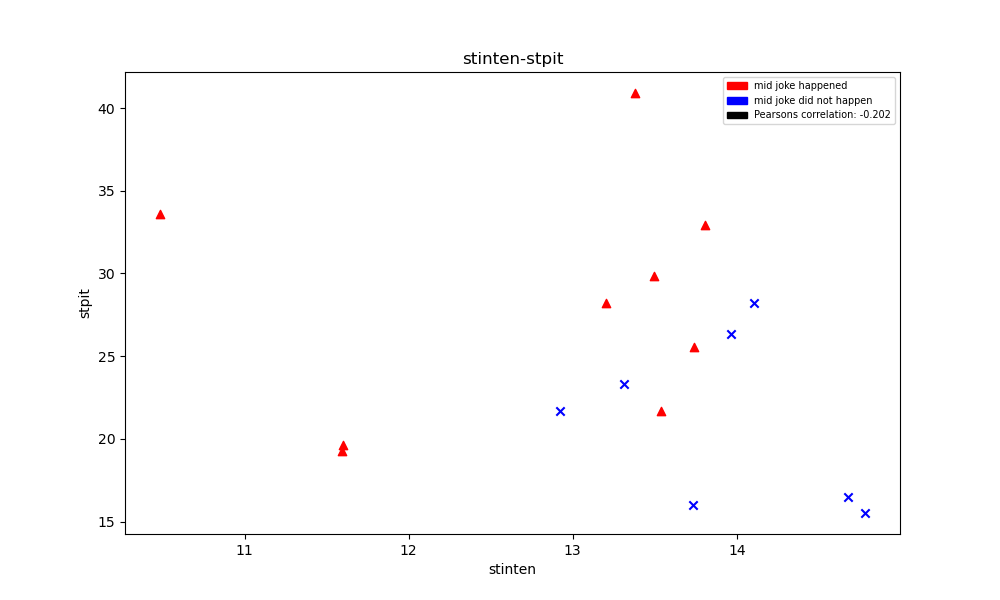 stinten-stpit
mid joke happened
mid joke did not happen
Pearsons correlation: -0.202
40
35
30
25
20
15
stpit
11
12
13
14
stinten